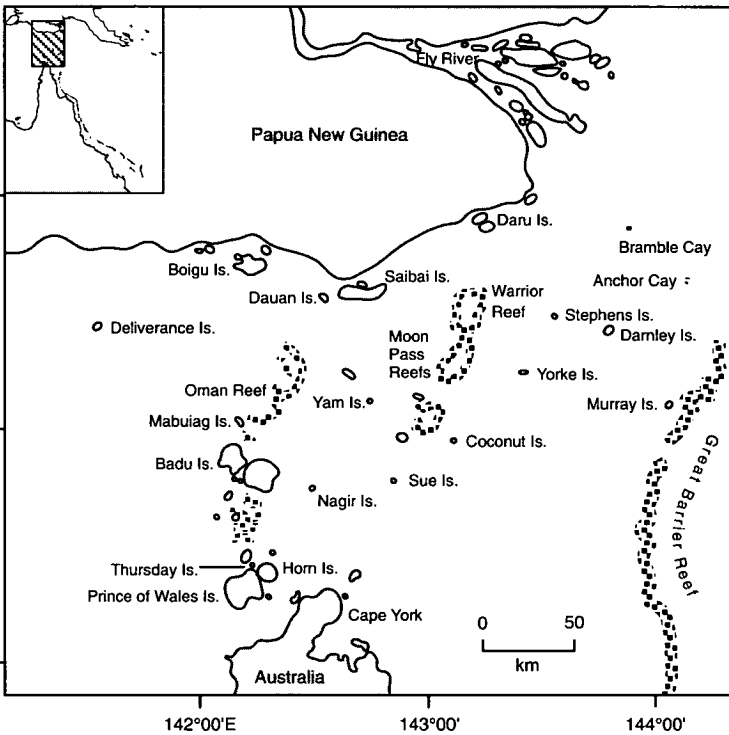 Fly River
Papua New Guinea
Daru Is.
Bramble Cay
Boigu Is.
Saibai Is.
Anchor Cay
Dauan Is.
Warrior
Reef
Stephens Is.
Deliverance Is.
Darnley Is.
Moon
Pass
Reefs
Oman Reef
Yorke Is.
Yam Is.
Murray Is.
Mabuiag Is.
Coconut Is.
Badu Is.
Sue Is.
Nagir Is.
Great Barrier Reef
Thursday Is.
Horn Is.
Prince of Wales Is.
Cape York
0 50
km
Australia
142°00'E 143°00' 144°00'